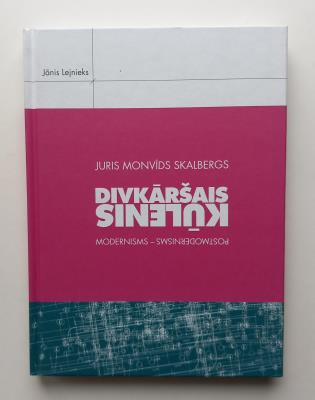 Jānis Lejnieks
JURIS MONVĪDS SKALBERGS
DIVKĀRŠAIS
KŪLENIS
MODERNISMS – POSTMODERNISMS